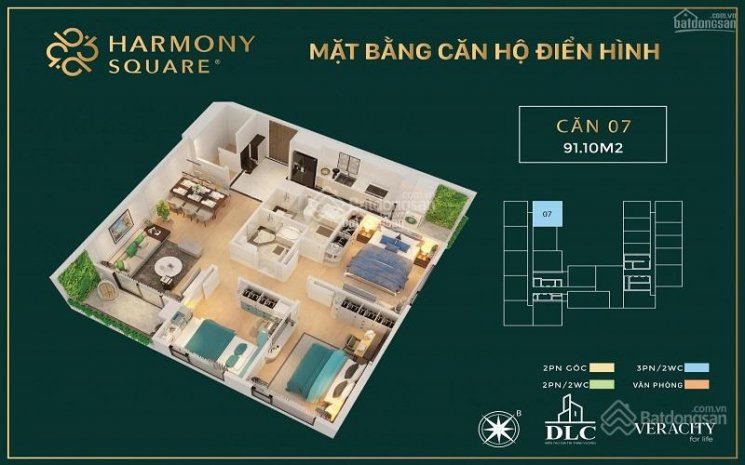 HARMONY
SQUARE®
MẶT BẰNG CĂN HỘ ĐIỂN HÌNH
.com.vn
batdongsan
CĂN 07
91.10M2
07
Batdongsan
2PN GÓC
3PN/2WC
2PN/2WC
VĂN PHÒNG
B
DLC
VERACITY
for life
.com.vn
Batdongsan